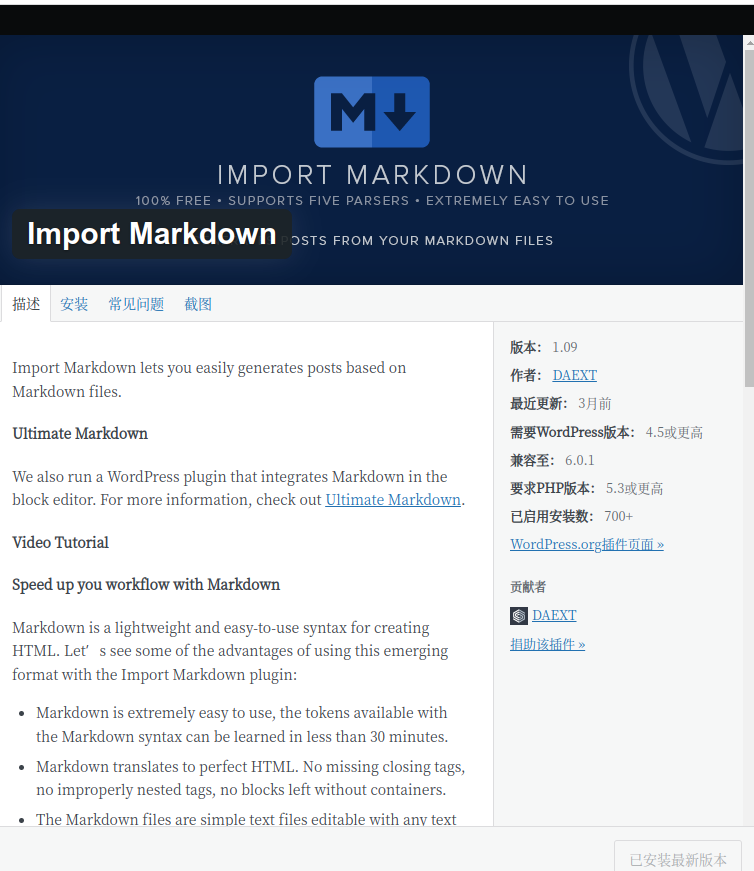 IMPORT MARKDOWN
100% FREE • SUPPORTS FIVE PARSERS • EXTREMELY EASY TO USE
POSTS FROM YOUR MARKDOWN FILES
Import Markdown
描述 安装 常见问题 截图
Import Markdown lets you easily generates posts based on
Markdown files.
Ultimate Markdown
We also run a WordPress plugin that integrates Markdown in the
block editor. For more information, check out Ultimate Markdown.
Video Tutorial
Speed up you workflow with Markdown
Markdown is a lightweight and easy-to-use syntax for creating
HTML. Let’s see some of the advantages of using this emerging
format with the Import Markdown plugin:
• Markdown is extremely easy to use, the tokens available with
the Markdown syntax can be learned in less than 30 minutes.
• Markdown translates to perfect HTML. No missing closing tags,
no improperly nested tags, no blocks left without containers.
• The Markdown files are simple text files editable with any text
版本： 1.09
作者： DAEXT
最近更新： 3月前
需要WordPress版本： 4.5或更高
兼容至： 6.0.1
要求PHP版本： 5.3或更高
已启用安装数： 700+
WordPress.org插件页面 »
贡献者
DAEXT
捐助该插件 »
已安装最新版本